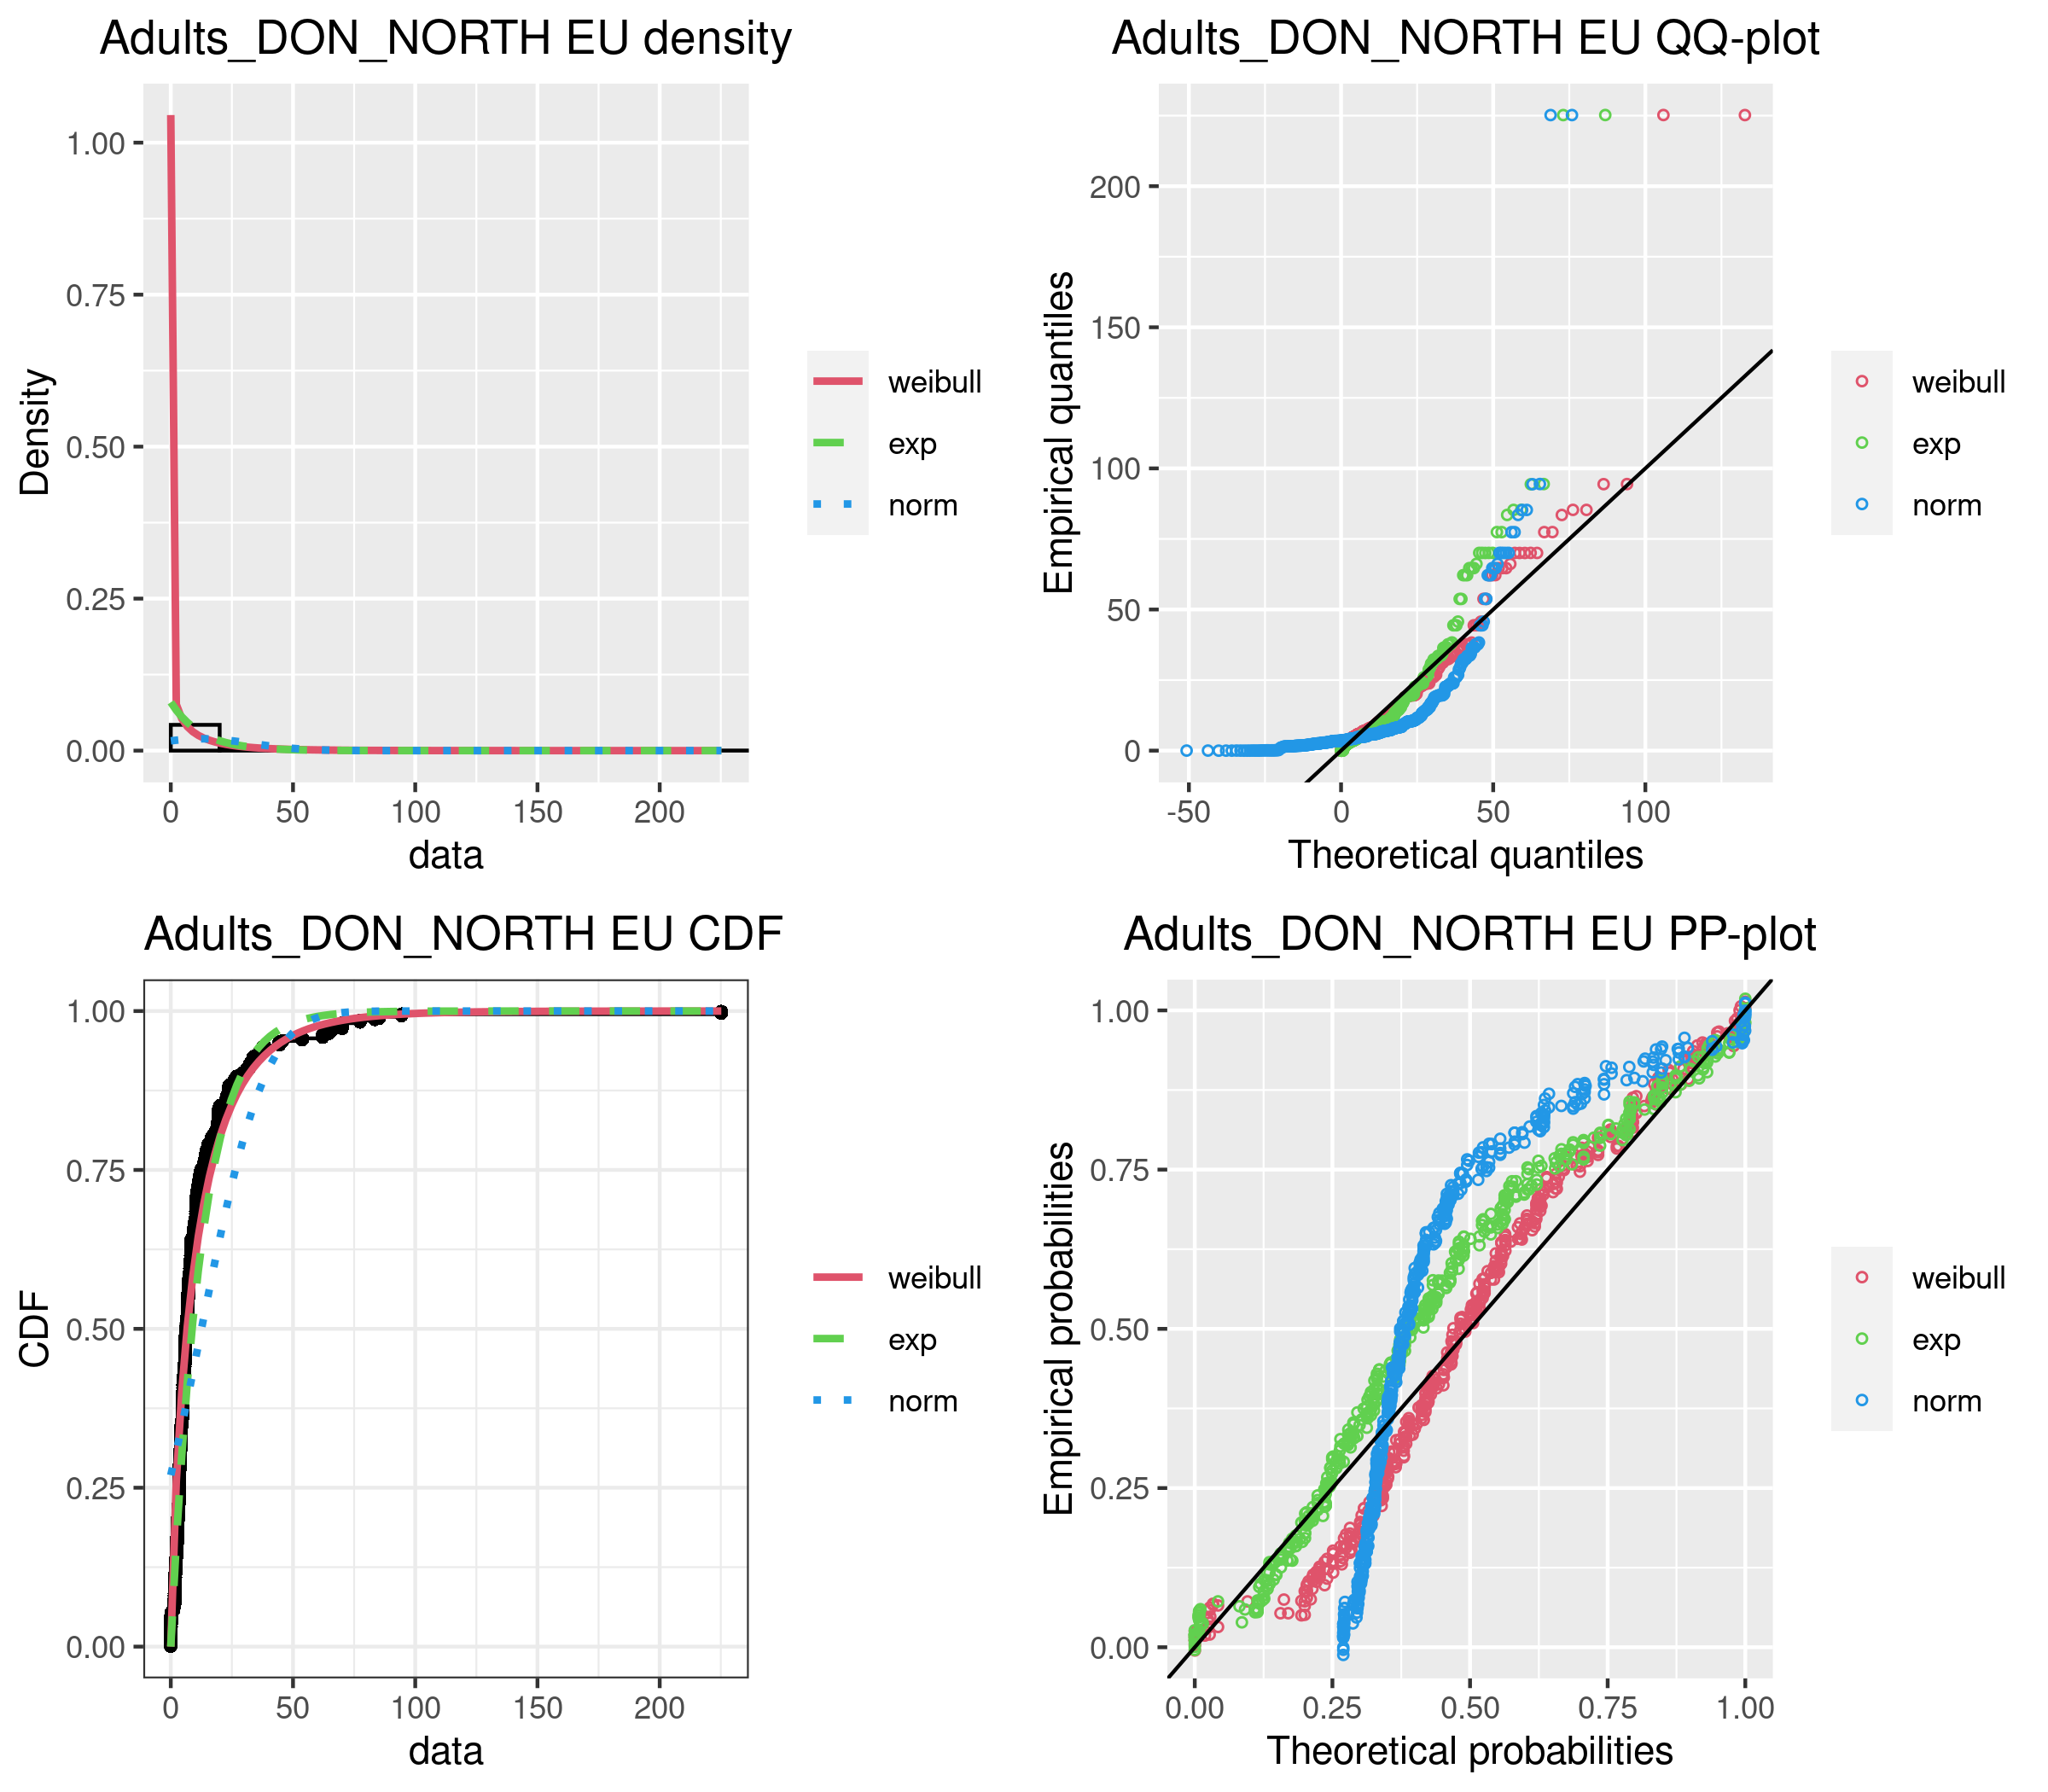 Adults_DON_NORTH EU density
1.00
0.75
0.50
0.25
0.00
Density
0
50
100
150
200
data
weibull
exp
norm
Adults_DON_NORTH EU QQ-plot
200
150
100
50
0
Empirical quantiles
-50
0
50
100
Theoretical quantiles
weibull
exp
norm
Adults_DON_NORTH EU CDF
1.00
0.75
0.50
0.25
0.00
CDF
0
50
100
150
200
data
weibull
exp
norm
Adults_DON_NORTH EU PP-plot
1.00
0.75
0.50
0.25
0.00
Empirical probabilities
0.00
0.25
0.50
0.75
1.00
Theoretical probabilities
weibull
exp
norm